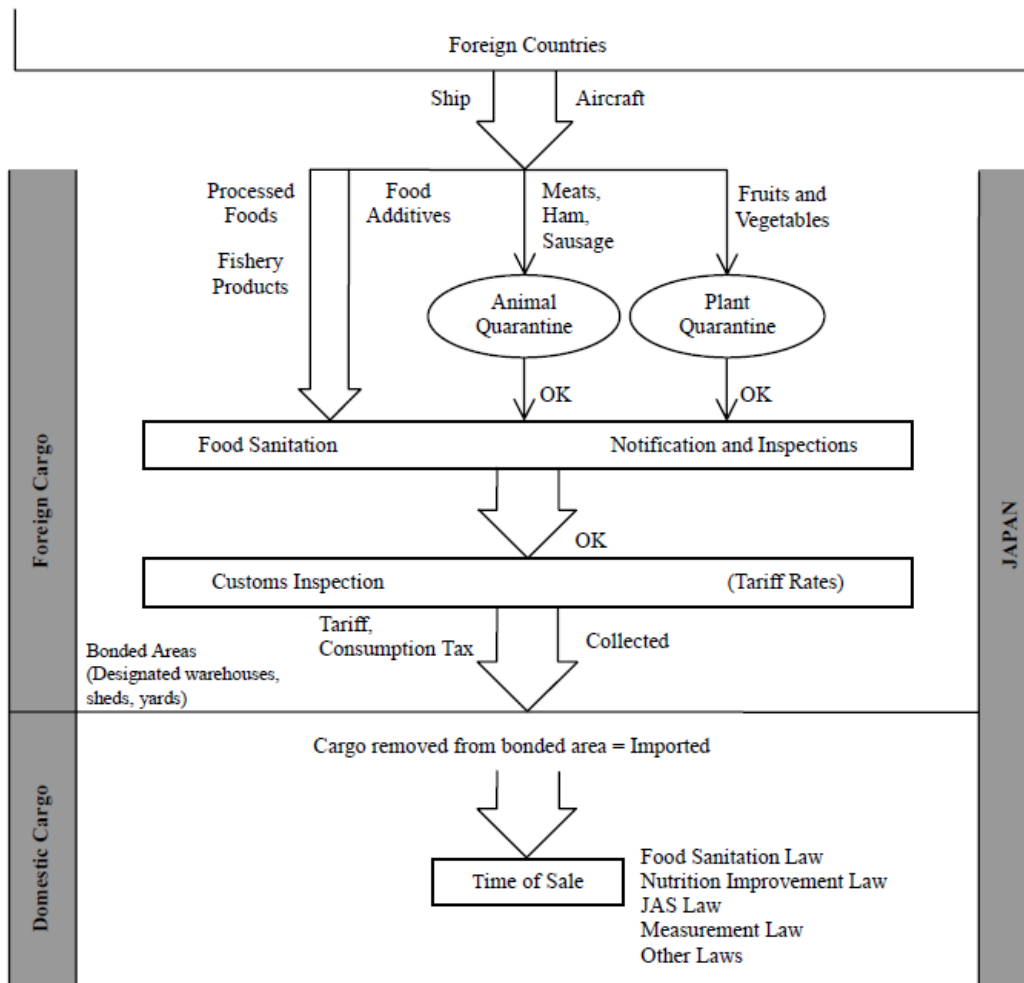 Foreign Countries
Ship
Aircraft
Processed
Foods
Fishery
Products
Food
Additives
Meats,
Ham,
Sausage
Fruits and
Vegetables
Animal
Quarantine
Plant
Quarantine
OK
OK
Food Sanitation
Notification and Inspections
OK
Customs Inspection
(Tariff Rates)
Tariff,
Consumption Tax
Collected
Bonded Areas
(Designated warehouses,
sheds, yards)
Foreign Cargo
JAPAN
Cargo removed from bonded area = Imported
Time of Sale
Food Sanitation Law
Nutrition Improvement Law
JAS Law
Measurement Law
Other Laws
Domestic Cargo